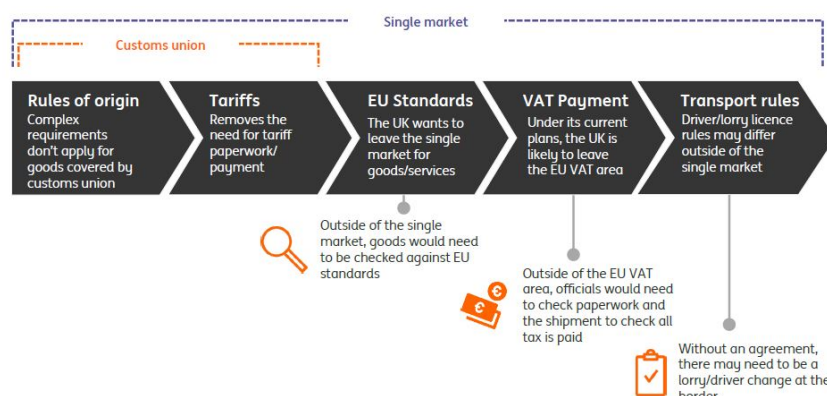 Single market
Customs union
Rules of origin
Complex
requirements
don't apply for
goods covered by
customs union
Tariffs
Removes the
need for tariff
paperwork/
payment
EU Standards
The UK wants to
leave the single
market for
goods/services
VAT Payment
Under its current
plans, the UK is
likely to leave
the EU VAT area
Transport rules
Driver/lorry licence
rules may differ
outside of the
single market
Outside of the single
market, goods would need
to be checked against EU
standards
Outside of the EU VAT
area, officials would need
to check paperwork and
the shipment to check all
tax is paid
Without an agreement,
there may need to be a
lorry/driver change at the
border